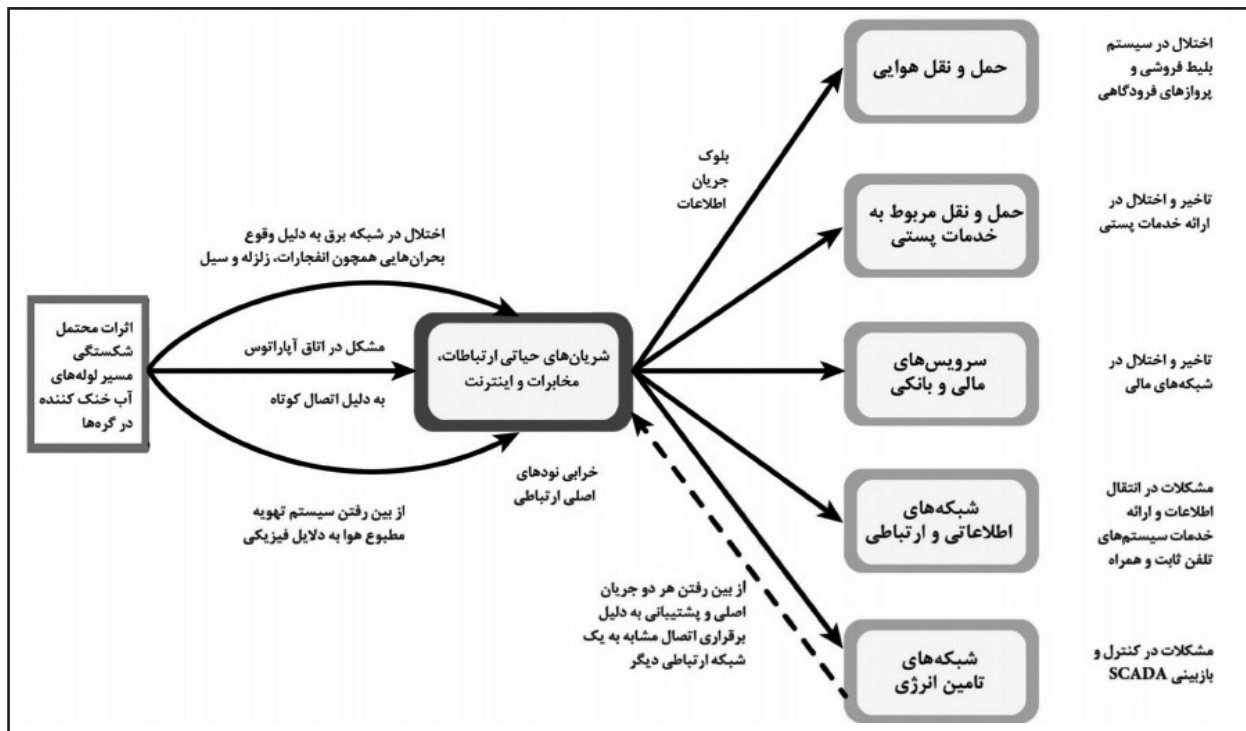 اثرات محتمل
شکستگی
مسیر لوله‌های
آب خنک کننده
در گره‌ها
اختلال در شبکه برق به دلیل وقوع
بحران‌هایی همچون انفجارات، زلزله و سیل
مشکل در اتاق آپاراتوس
به دلیل اتصال کوتاه
از بین رفتن سیستم تهویه
مطبوع هوا به دلایل فیزیکی
شریان‌های حیاتی ارتباطات،
مخابرات و اینترنت
خرابی نودهای
اصلی ارتباطی
بلوک
جریان
اطلاعات
از بین رفتن هر دو جریان
اصلی و پشتیبانی به دلیل
برقراری اتصال مشابه به یک
شبکه ارتباطی دیگر
حمل و نقل هوایی
اختلال در سیستم
بلیط فروشی و
پروازهای فرودگاهی
حمل و نقل مربوط به
خدمات پستی
تاخیر و اختلال در
ارائه خدمات پستی
سرویس‌های
مالی و بانکی
تاخیر و اختلال در
شبکه‌های مالی
شبکه‌های
اطلاعاتی و ارتباطی
مشکلات در انتقال
اطلاعات و ارائه
خدمات سیستم‌های
تلفن ثابت و همراه
شبکه‌های
تامین انرژی
مشکلات در کنترل و
بازبینی SCADA